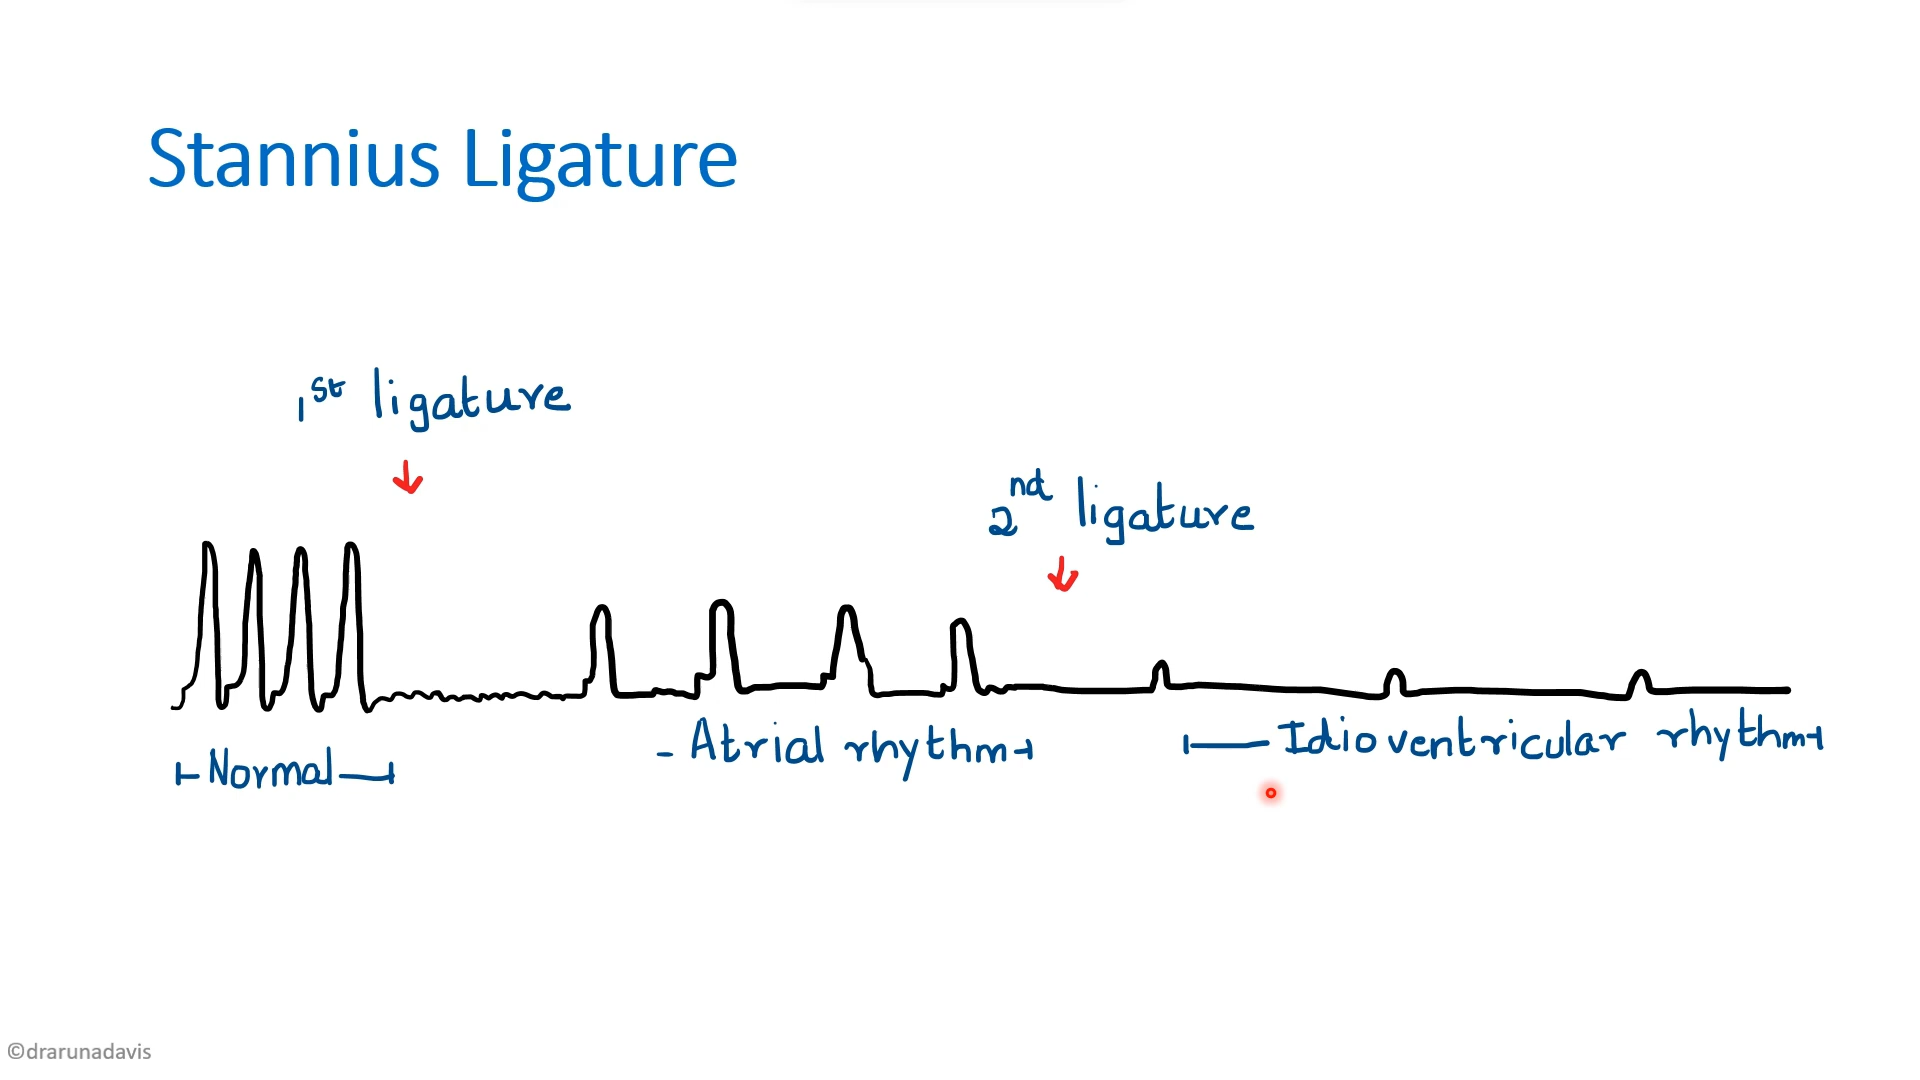 Stannius Ligature
1st ligature
2nd ligature
Normal
Atrial rhythm
Idioventricular rhythm
©drarunadavis